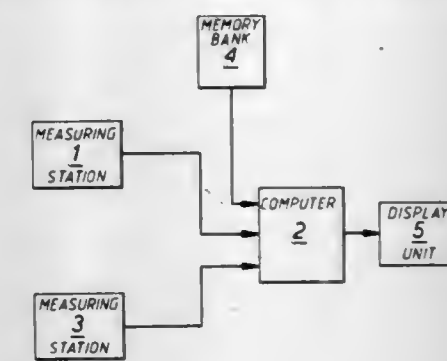 MEMORY
BANK
4
MEASURING
1
STATION
COMPUTER
2
DISPLAY
5
UNIT
MEASURING
3
STATION